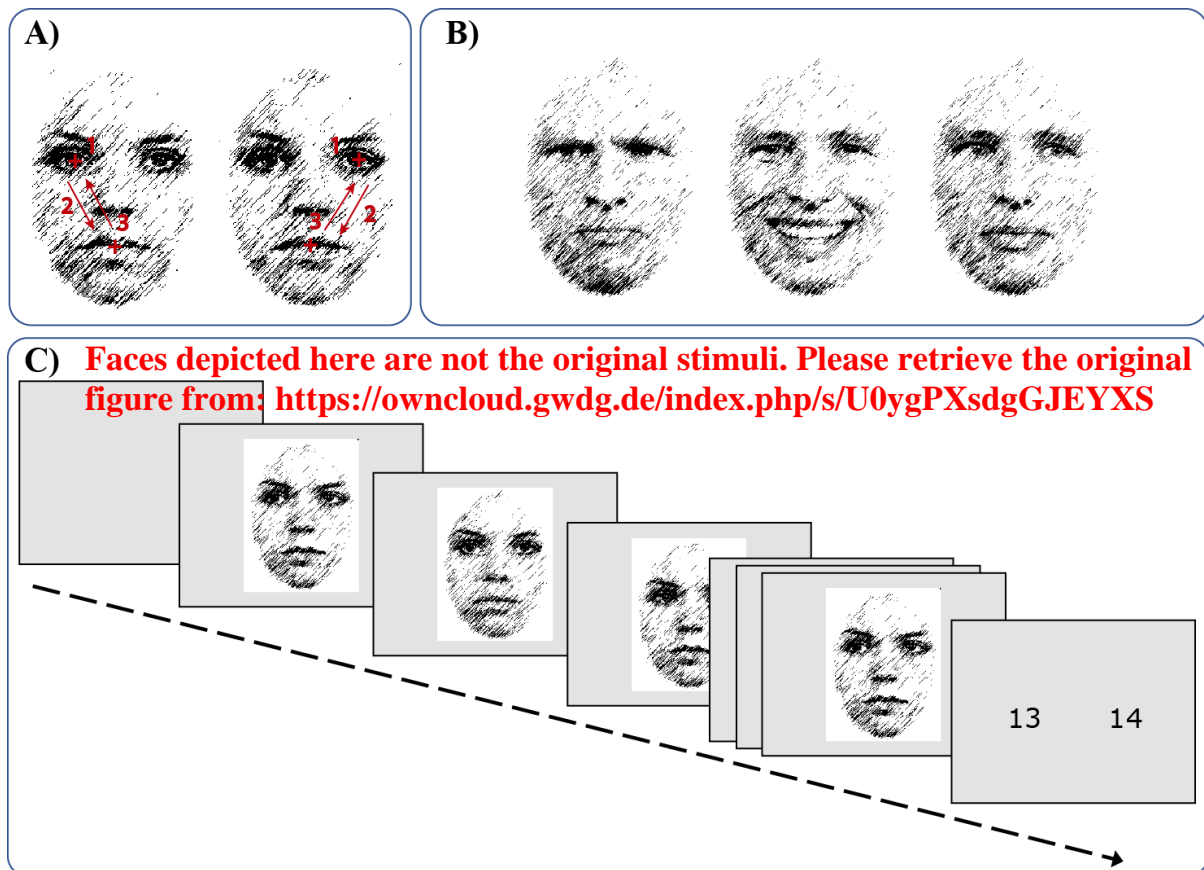 A)
B)
1
2
3
1
3
2
C) Faces depicted here are not the original stimuli. Please retrieve the original
figure from: https://owncloud.gwdg.de/index.php/s/U0ygPXsdgGJEYXS
13 14